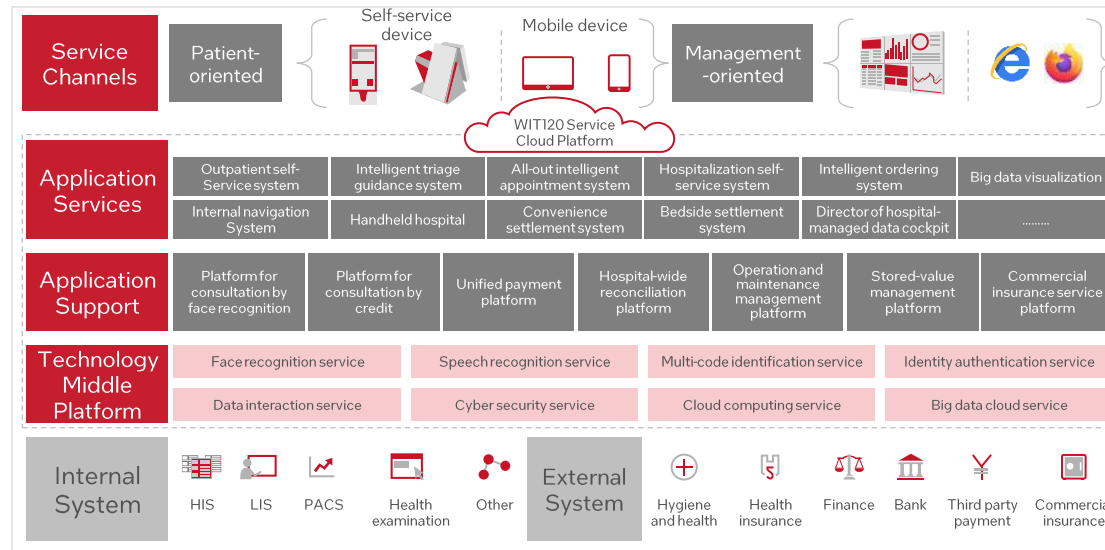 Service
Channels
Patient-
oriented
Self-service
device
Mobile device
Management
-oriented
WIT120 Service
Cloud Platform
Application
Services
Outpatient self-
Service system
Intelligent triage
guidance system
All-out intelligent
appointment system
Hospitalization self-
service system
Intelligent ordering
system
Big data visualization
Internal navigation
System
Handheld hospital
Convenience
settlement system
Bedside settlement
system
Director of hospital-
managed data cockpit
.........
Application
Support
Platform for
consultation by
face recognition
Platform for
consultation by
credit
Unified payment
platform
Hospital-wide
reconciliation
platform
Operation and
maintenance
management
platform
Stored-value
management
platform
Commercial
insurance service
platform
Technology
Middle
Platform
Face recognition service
Speech recognition service
Multi-code identification service
Identity authentication service
Data interaction service
Cyber security service
Cloud computing service
Big data cloud service
Internal
System
HIS
LIS
PACS
Health
examination
Other
External
System
Hygiene
and health
Health
insurance
Finance
Bank
Third party
payment
Commercial
insurance